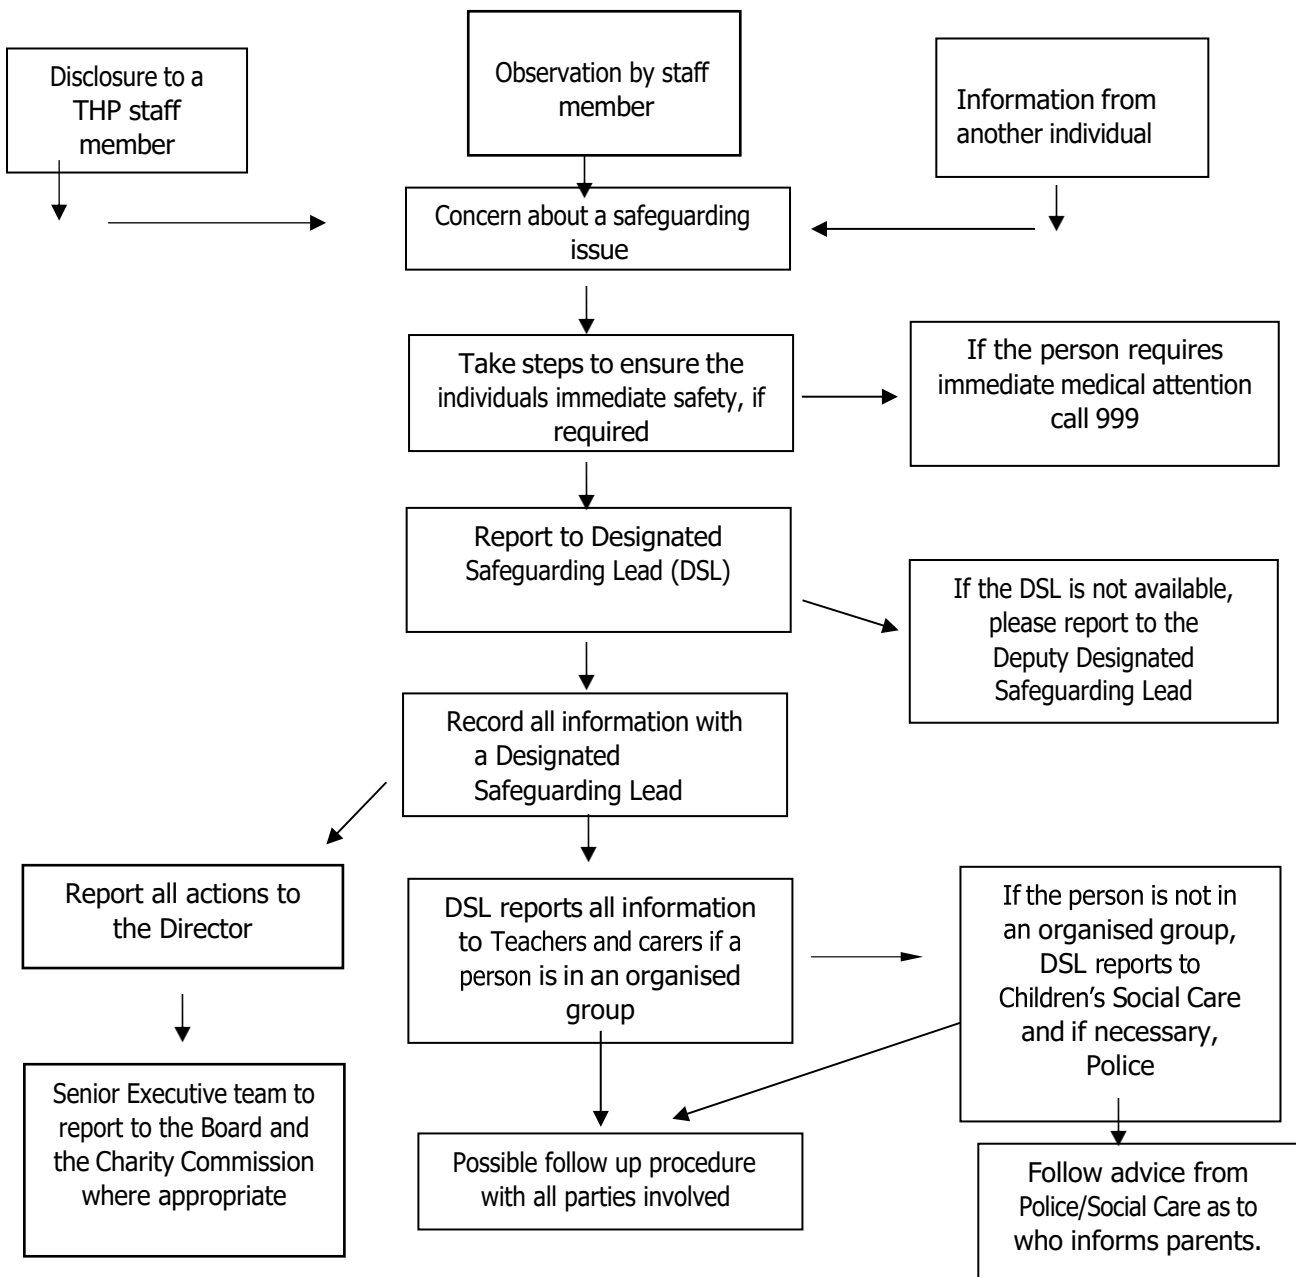 Disclosure to a
THP staff
member
Observation by staff
member
Information from
another individual
Concern about a safeguarding
issue
Take steps to ensure the
individuals immediate safety, if
required
If the person requires
immediate medical attention
call 999
Report to Designated
Safeguarding Lead (DSL)
If the DSL is not available,
please report to the
Deputy Designated
Safeguarding Lead
Record all information with
a Designated
Safeguarding Lead
Report all actions to
the Director
DSL reports all information
to Teachers and carers if a
person is in an organised
group
If the person is not in
an organised group,
DSL reports to
Children’s Social Care
and if necessary,
Police
Senior Executive team to
report to the Board and
the Charity Commission
where appropriate
Possible follow up procedure
with all parties involved
Follow advice from
Police/Social Care as to
who informs parents.